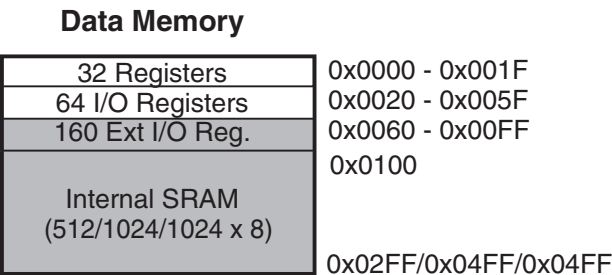 Data Memory
32 Registers 0x0000 - 0x001F
64 I/O Registers 0x0020 - 0x005F
160 Ext I/O Reg. 0x0060 - 0x00FF
0x0100
Internal SRAM
(512/1024/1024 x 8)
0x02FF/0x04FF/0x04FF